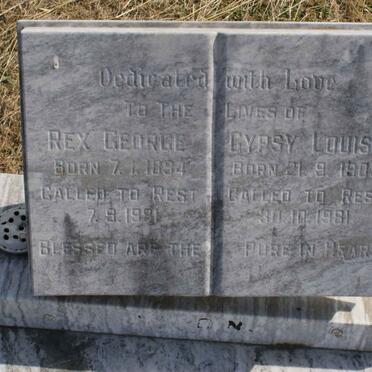 Dedicated with Love
TO THE LIVES OF
REX GEORGE GYPSY LOUIS
BORN 7.1.1894 BORN 21.9.190
CALLED TO REST CALLED TO RES
7.9.1981 30.10.1981
BLESSED ARE THE PURE IN HEAR